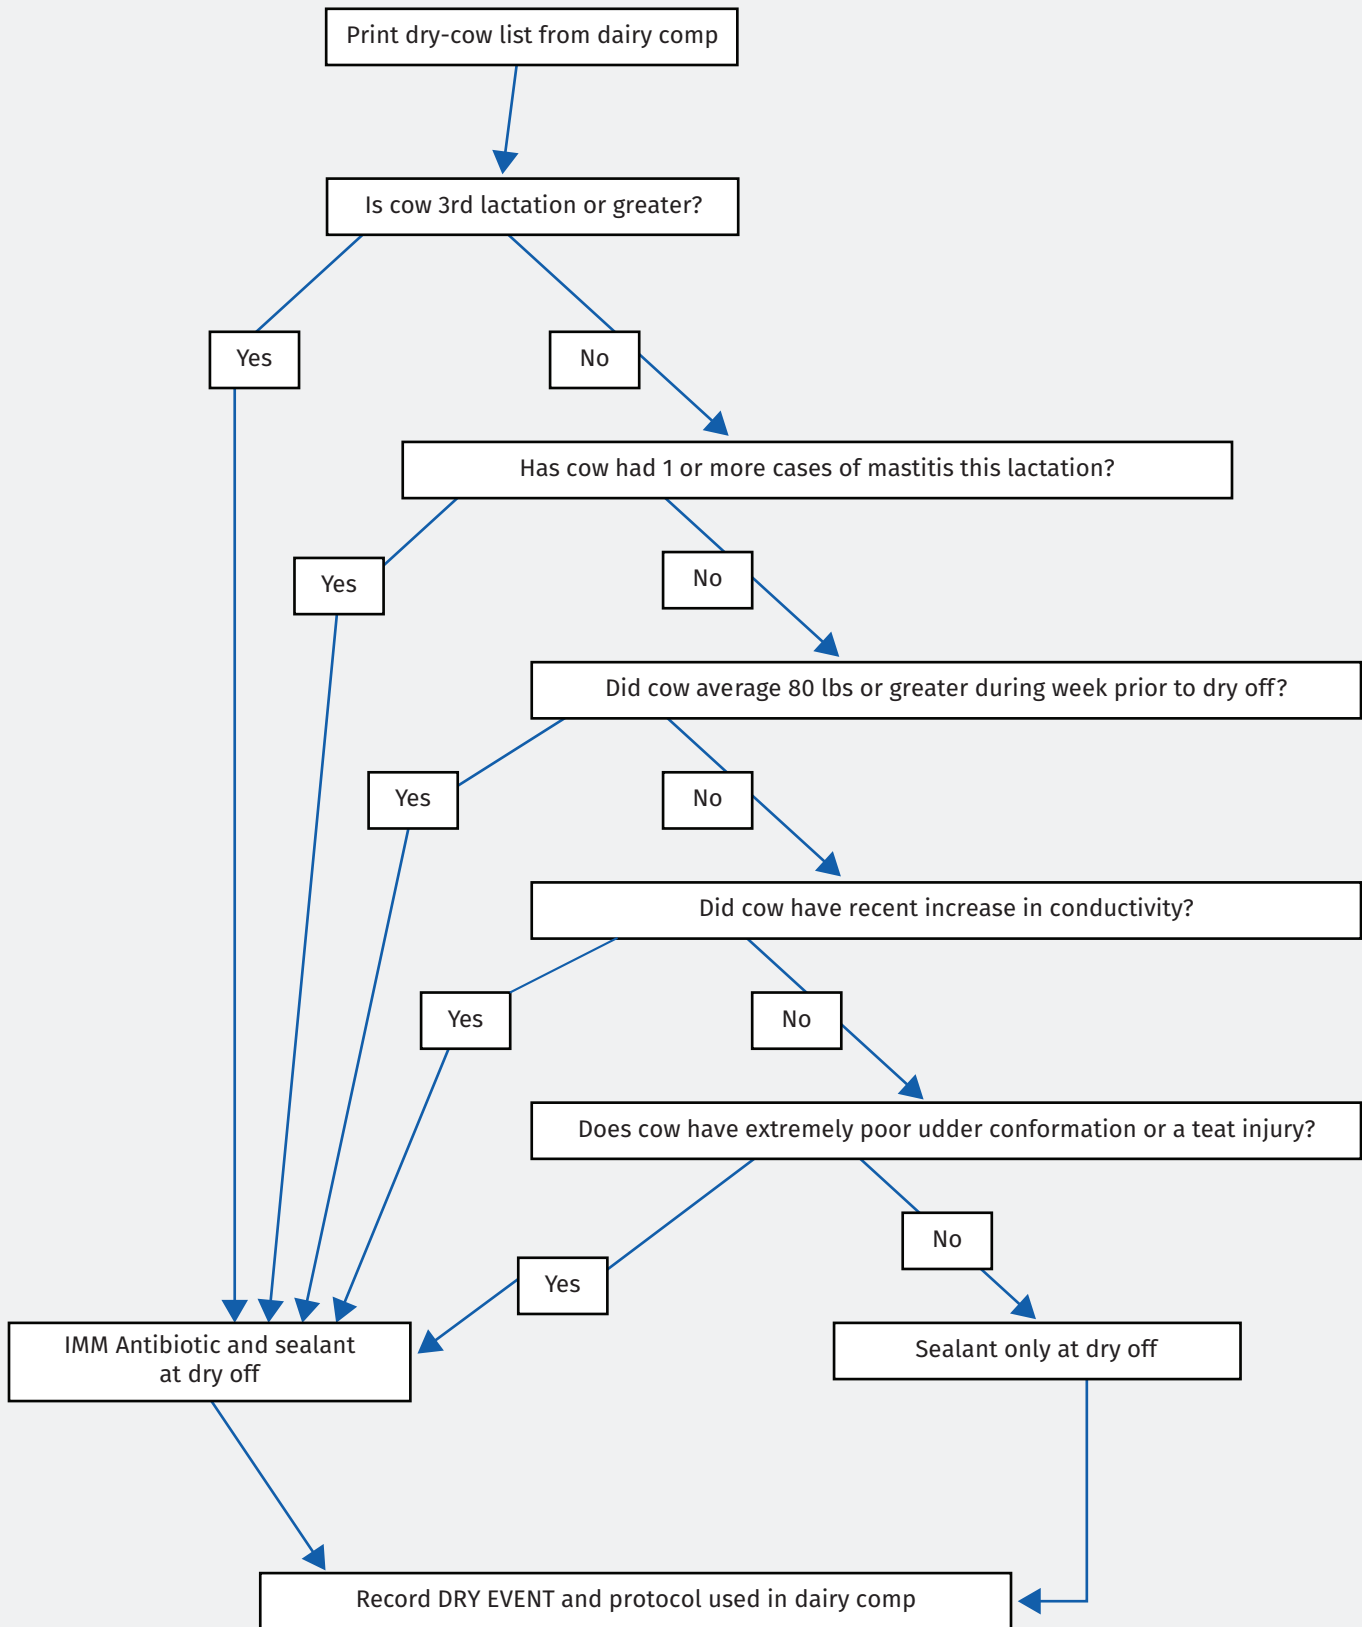 Print dry-cow list from dairy comp
Is cow 3rd lactation or greater?
Yes
No
Has cow had 1 or more cases of mastitis this lactation?
Yes
No
Did cow average 80 lbs or greater during week prior to dry off?
Yes
No
Did cow have recent increase in conductivity?
Yes
No
Does cow have extremely poor udder conformation or a teat injury?
No
Yes
IMM Antibiotic and sealant
at dry off
Sealant only at dry off
Record DRY EVENT and protocol used in dairy comp